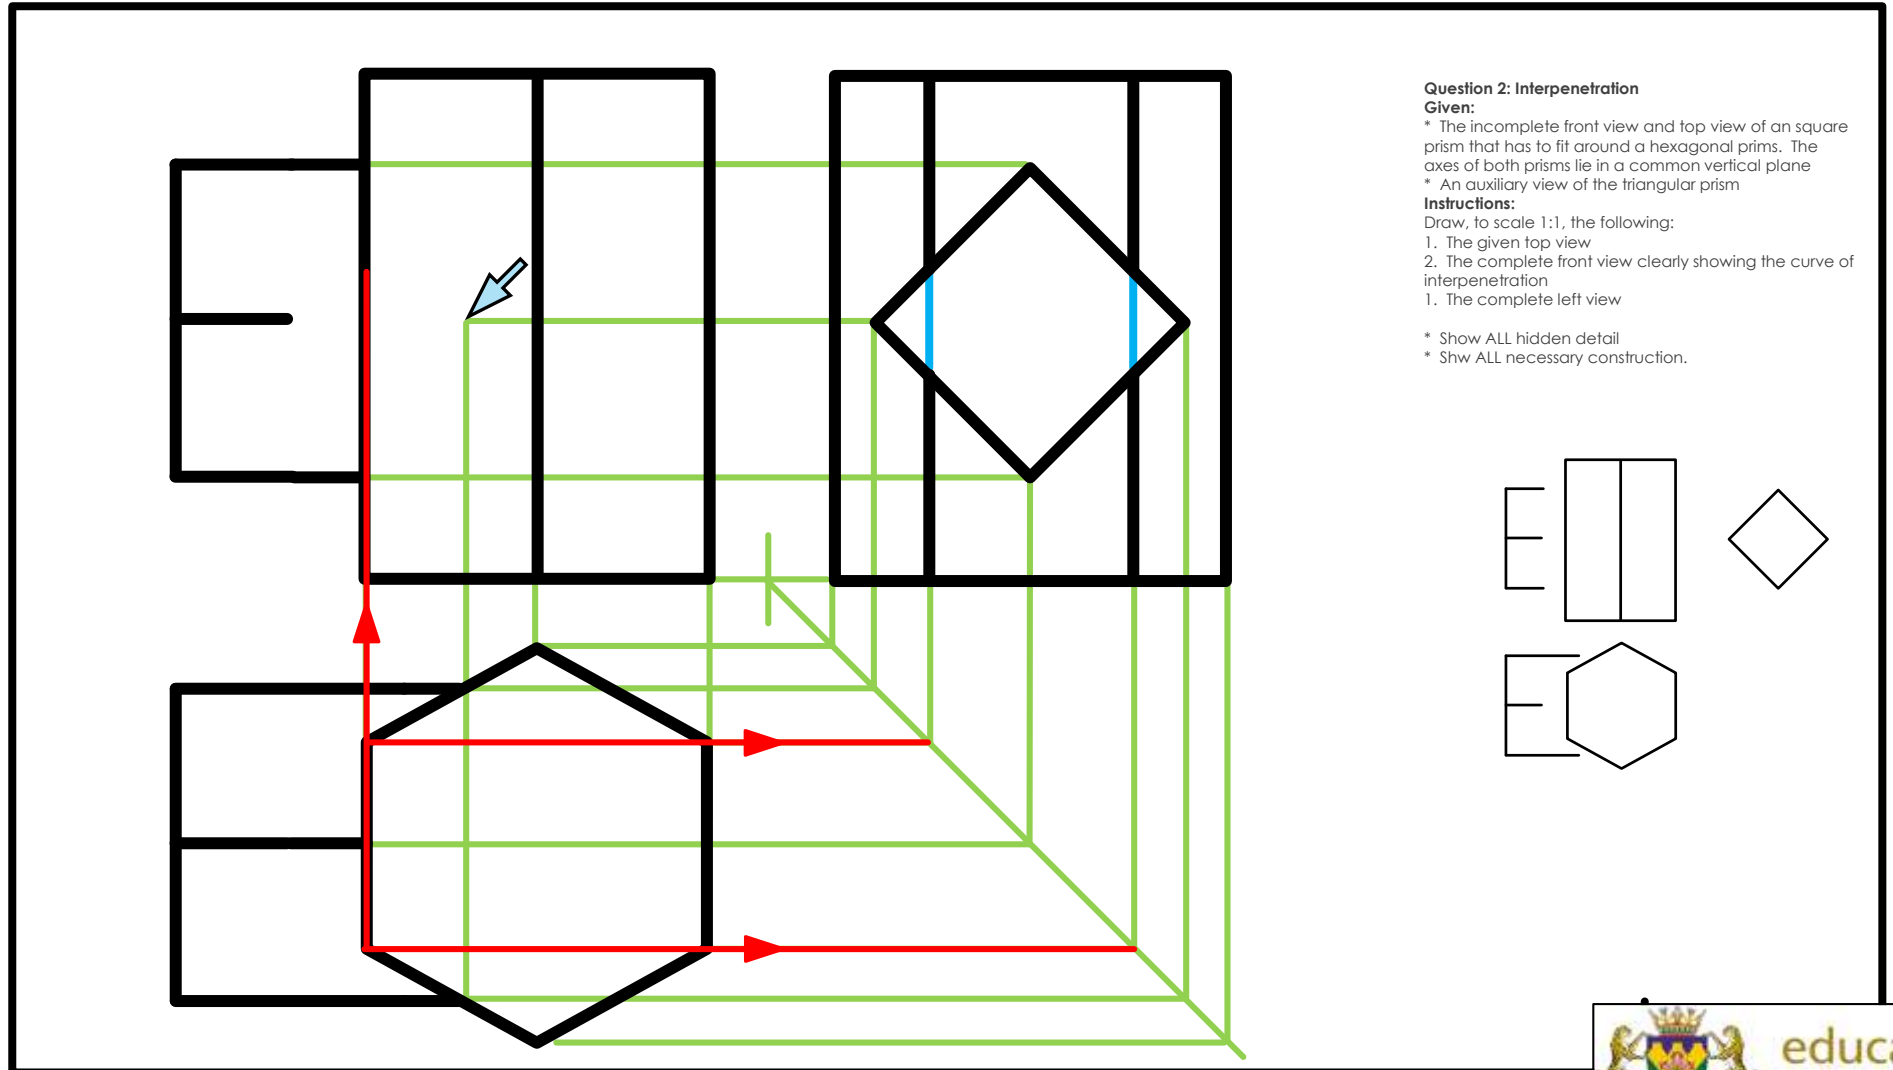 Question 2: Interpenetration
Given:
* The incomplete front view and top view of an square
prism that has to fit around a hexagonal prims. The
axes of both prisms lie in a common vertical plane
* An auxiliary view of the triangular prism
Instructions:
Draw, to scale 1:1, the following:
1. The given top view
2. The complete front view clearly showing the curve of
interpenetration
1. The complete left view
* Show ALL hidden detail
* Shw ALL necessary construction.
educa